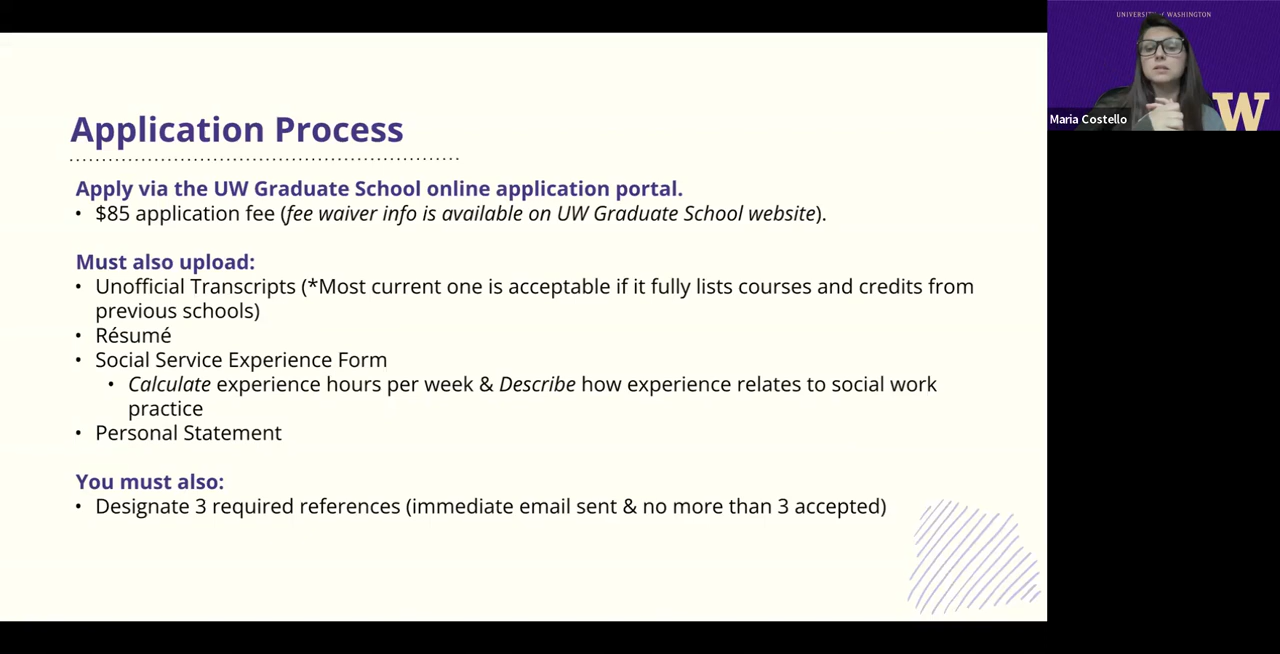 UNIVERSITY of WASHINGTON
W
Maria Costello
Application Process
Apply via the UW Graduate School online application portal.
• $85 application fee (fee waiver info is available on UW Graduate School website).
Must also upload:
• Unofficial Transcripts (*Most current one is acceptable if it fully lists courses and credits from
previous schools)
• Résumé
• Social Service Experience Form
• Calculate experience hours per week & Describe how experience relates to social work
practice
• Personal Statement
You must also:
• Designate 3 required references (immediate email sent & no more than 3 accepted)